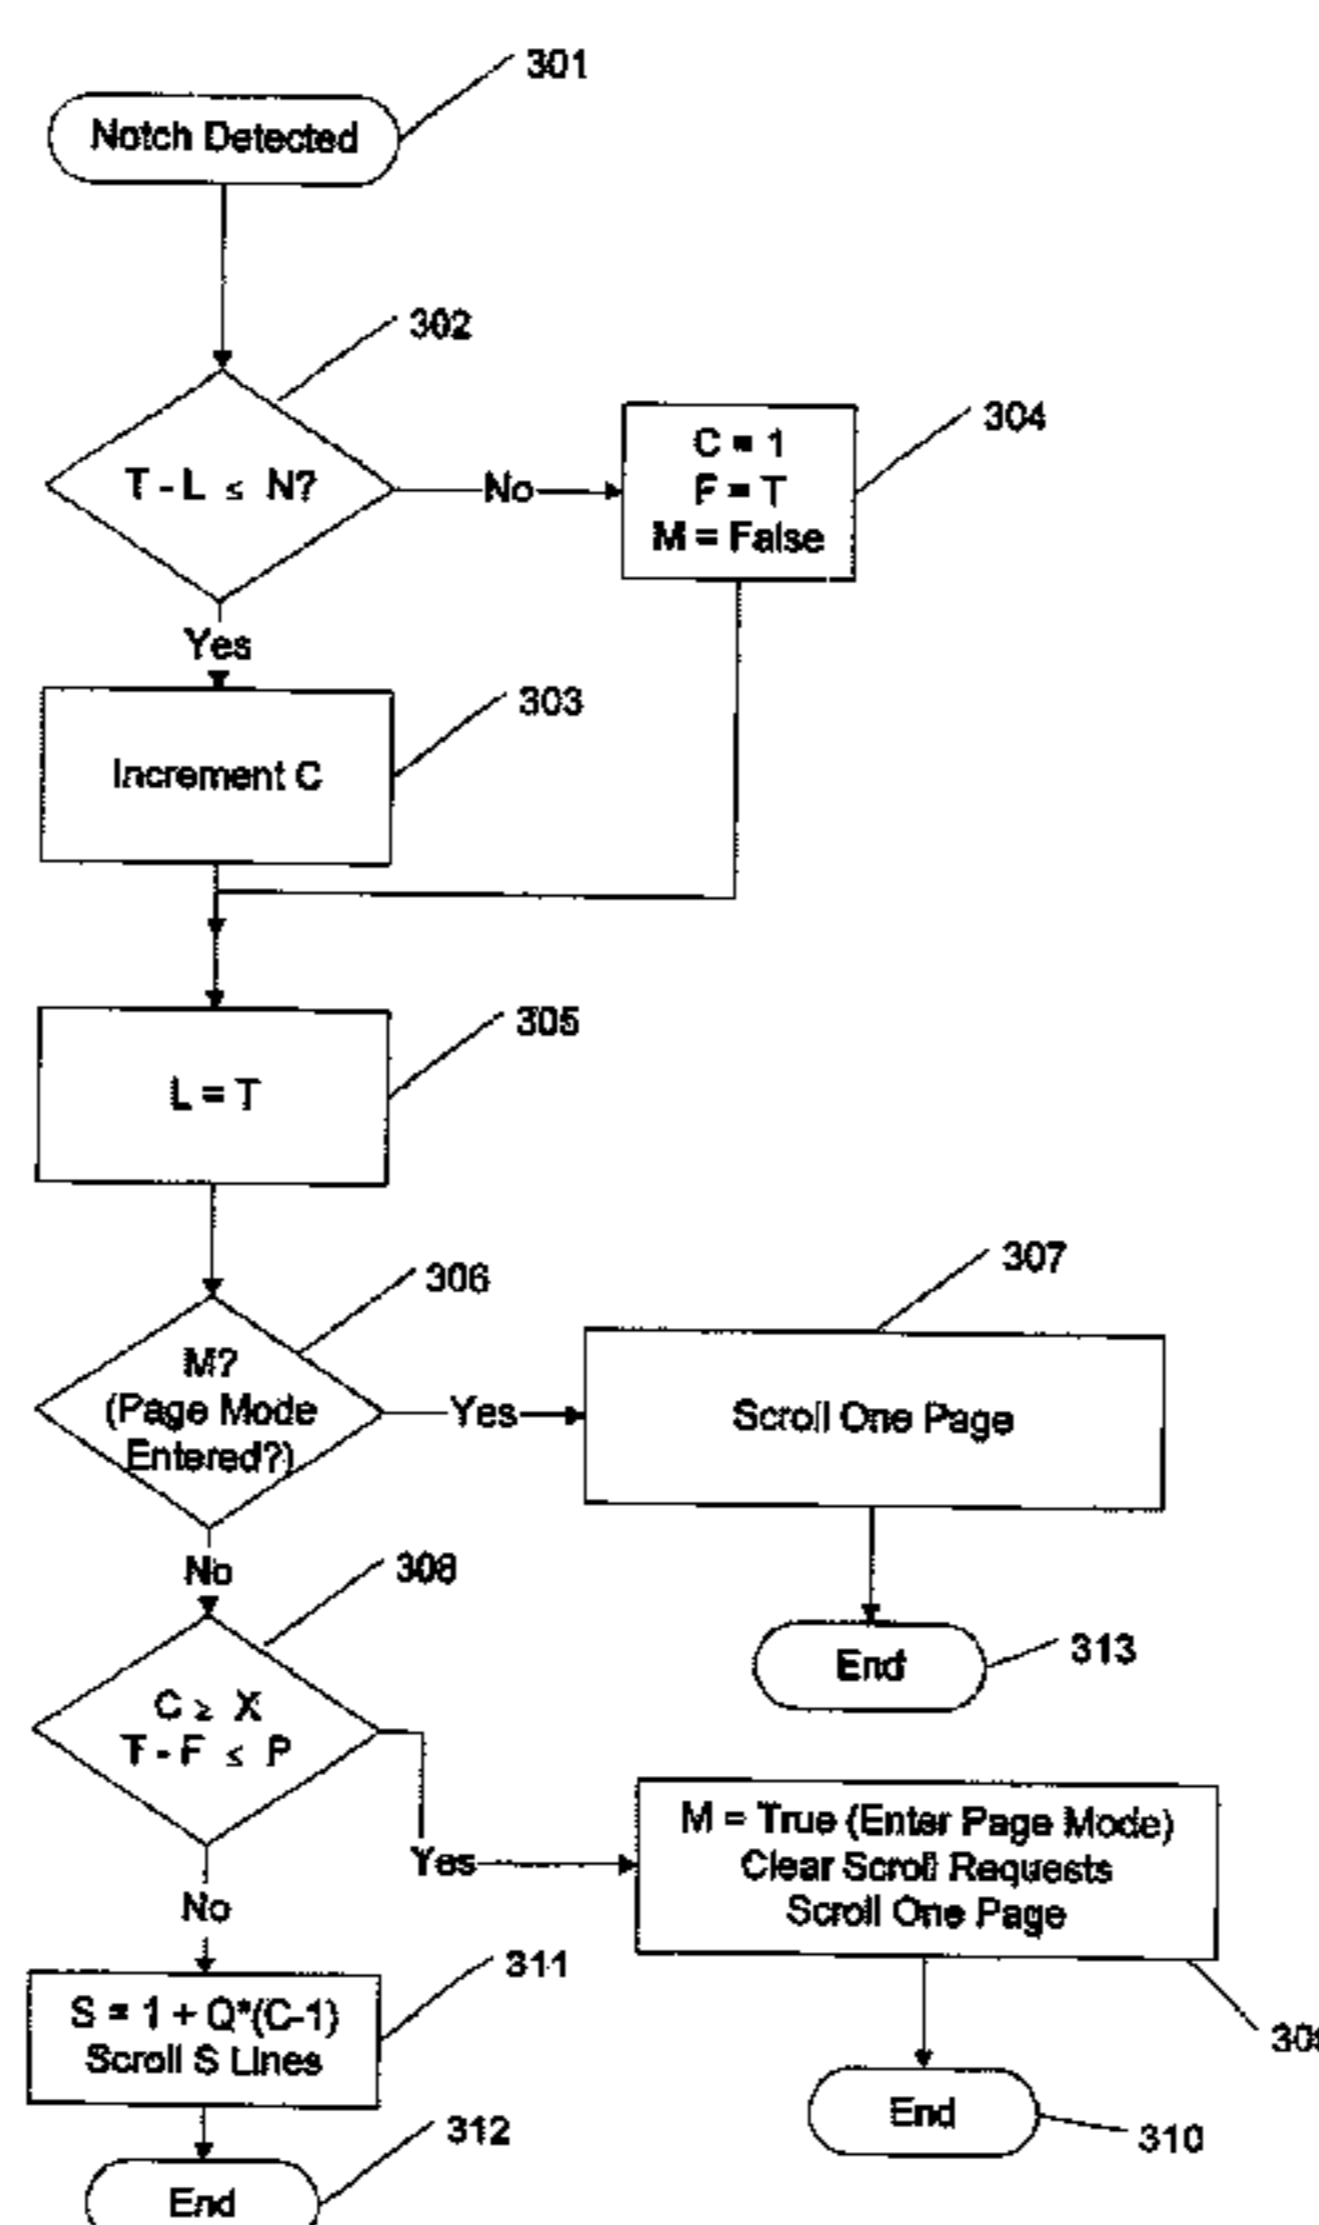 301
Notch Detected
302
T - L ≤ N?
No
C = 1
F = T
M = False
304
Yes
303
Increment C
305
L = T
306
M?
(Page Mode
Entered?)
Yes
307
Scroll One Page
No
308
End
313
C ≥ X
T - F ≤ P
Yes
M = True (Enter Page Mode)
Clear Scroll Requests
Scroll One Page
No
311
S = 1 + Q*(C-1)
Scroll S Lines
End
310
312
End